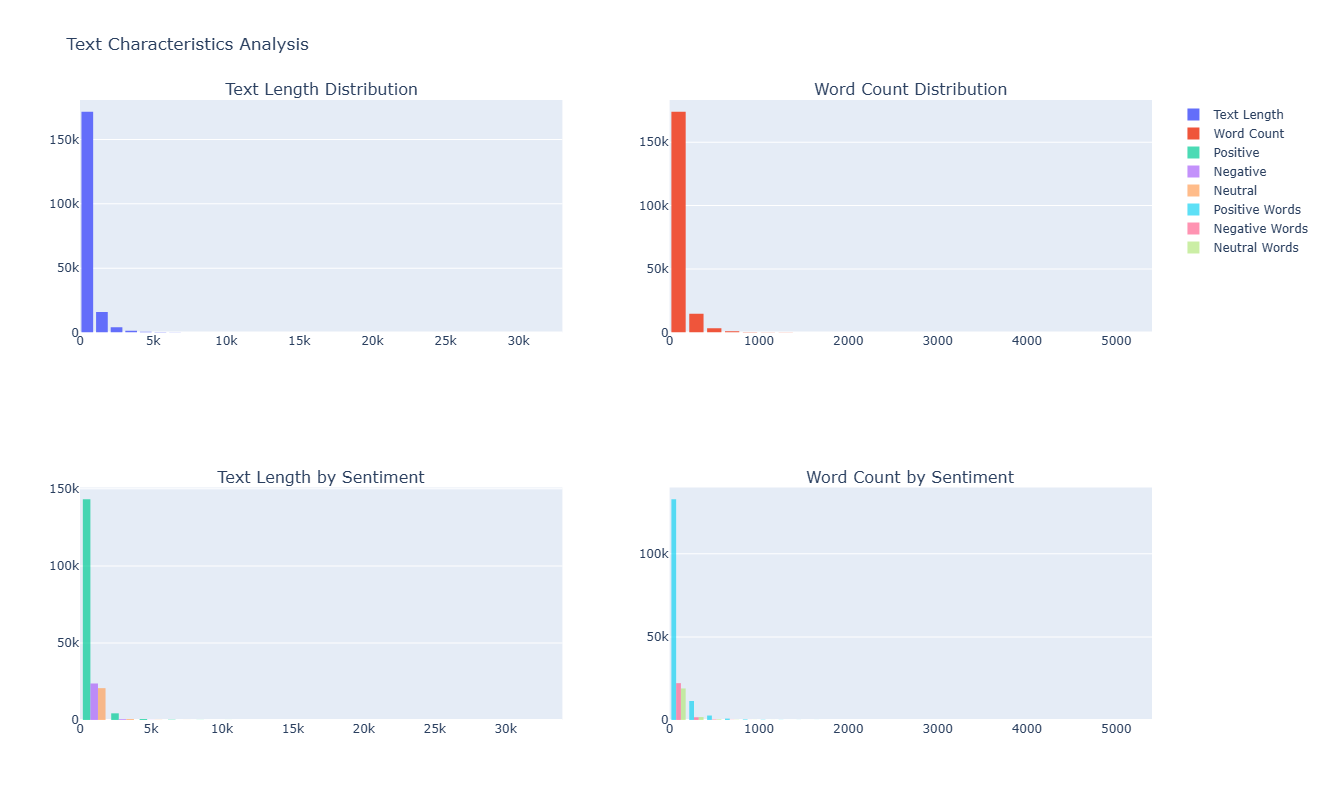 Text Characteristics Analysis
Text Length Distribution
150k
100k
50k
0
0 5k 10k 15k 20k 25k 30k
Word Count Distribution
150k
100k
50k
0
0 1000 2000 3000 4000 5000
Text Length
Word Count
Positive
Negative
Neutral
Positive Words
Negative Words
Neutral Words
Text Length by Sentiment
150k
100k
50k
0
0 5k 10k 15k 20k 25k 30k
Word Count by Sentiment
100k
50k
0
0 1000 2000 3000 4000 5000